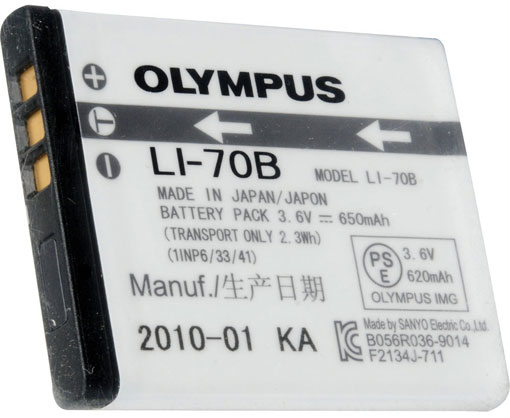 OLYMPUS
LI-70B MODEL LI-70B
MADE IN JAPAN/JAPON
BATTERY PACK 3.6V⎓650mAh
(TRANSPORT ONLY 2.3Wh)
(1INP6/33/41)
PSE 3.6V
620mAh
OLYMPUS IMG
Manuf./生产日期
2010-01 KA
Made by SANYO Electric Co.,Ltd.
B056R036-9014
F2134J-711